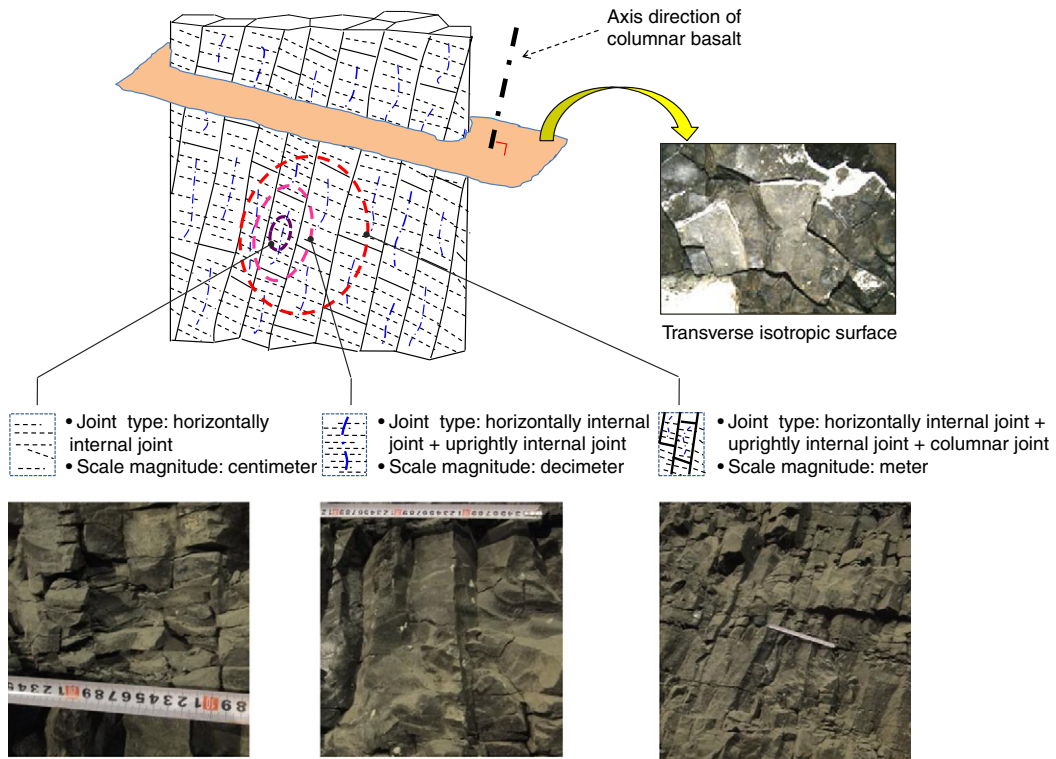 Axis direction of
columnar basalt
Transverse isotropic surface
• Joint type: horizontally
internal joint
• Scale magnitude: centimeter
• Joint type: horizontally internal
joint + uprightly internal joint
• Scale magnitude: decimeter
• Joint type: horizontally internal joint +
uprightly internal joint + columnar joint
• Scale magnitude: meter